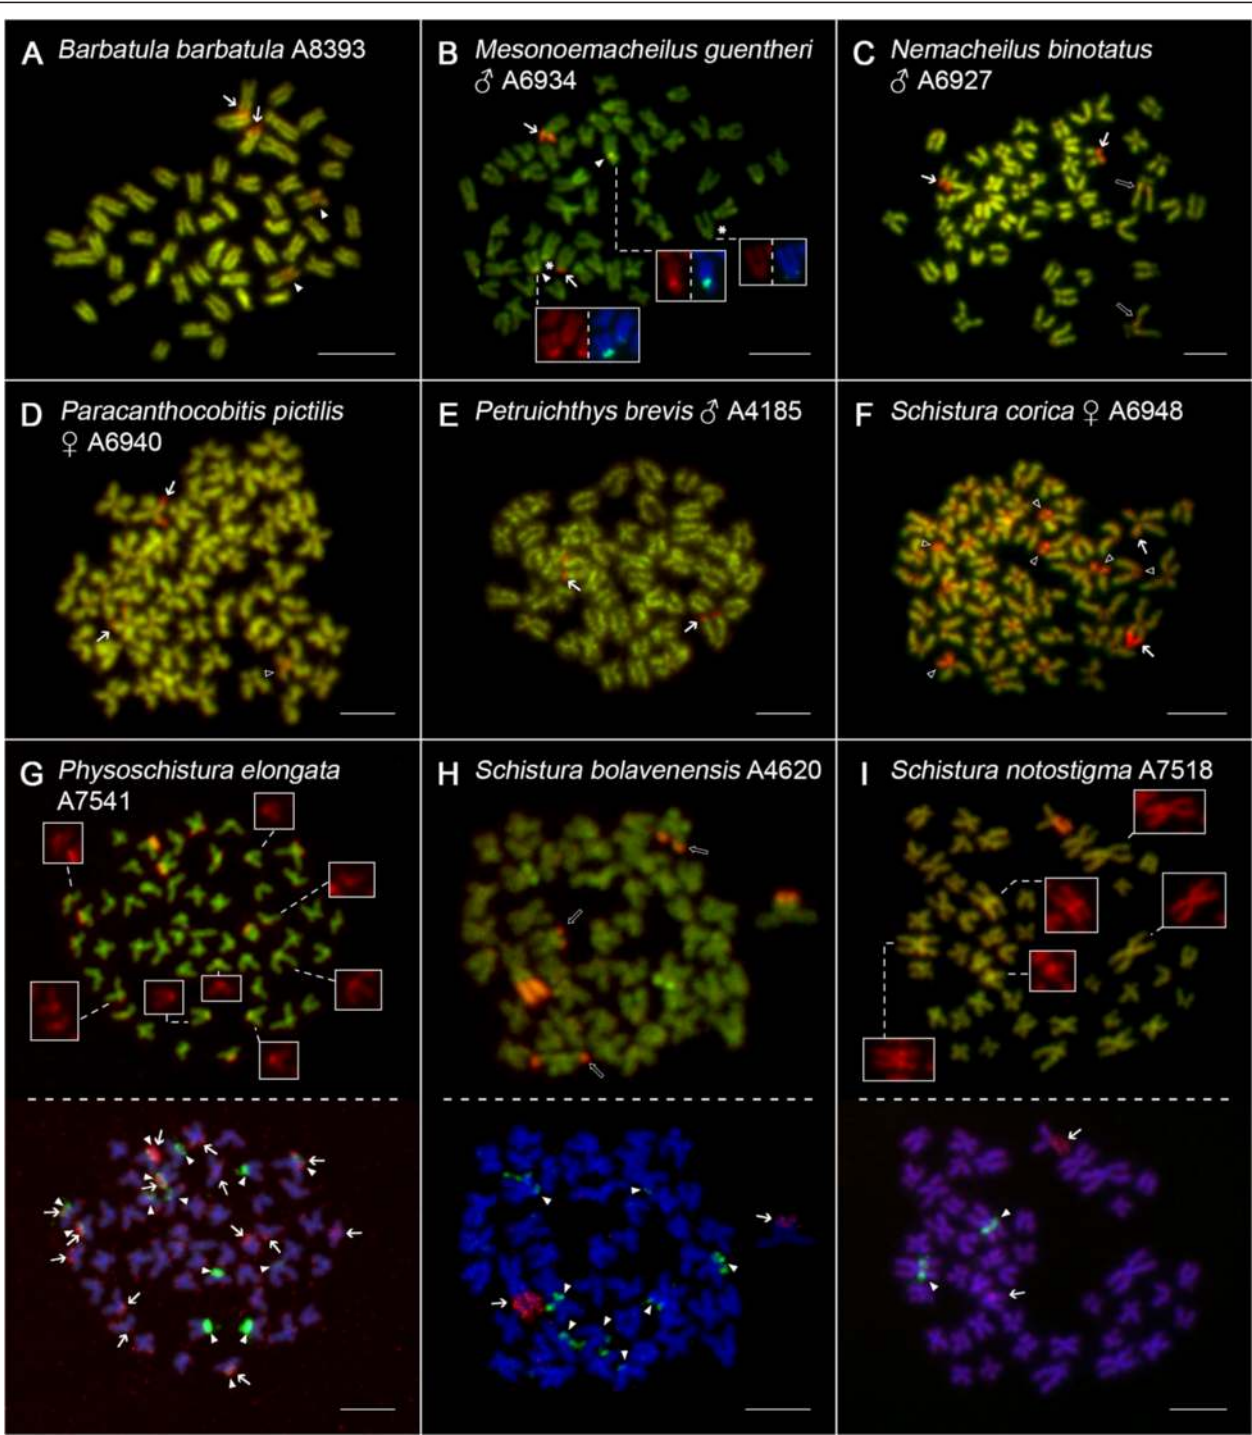 A Barbatula barbatula A8393
B Mesonoemacheilus guentheri
♂ A6934
C Nemacheilus binotatus
♂ A6927
D Paracanthocobitis pictilis
♀ A6940
E Petruichthys brevis ♂ A4185
F Schistura corica ♀ A6948
G Physoschistura elongata
A7541
H Schistura bolavenensis A4620
I Schistura notostigma A7518